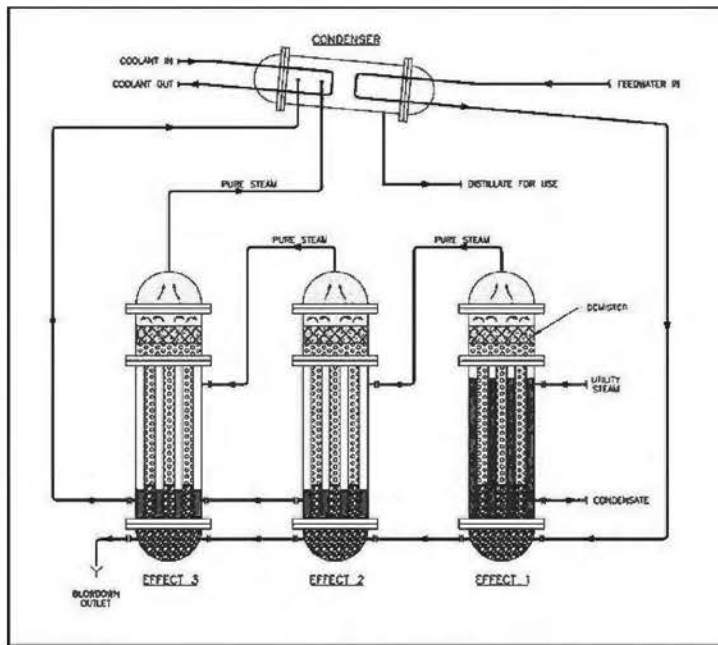 CONDENSER
COOLANT IN
COOLANT OUT
FEEDWATER IN
DISTILLATE FOR USE
PURE STEAM
PURE STEAM
PURE STEAM
DEMISTER
UTILITY
STEAM
CONDENSATE
BLOWDOWN
OUTLET
EFFECT 3
EFFECT 2
EFFECT 1